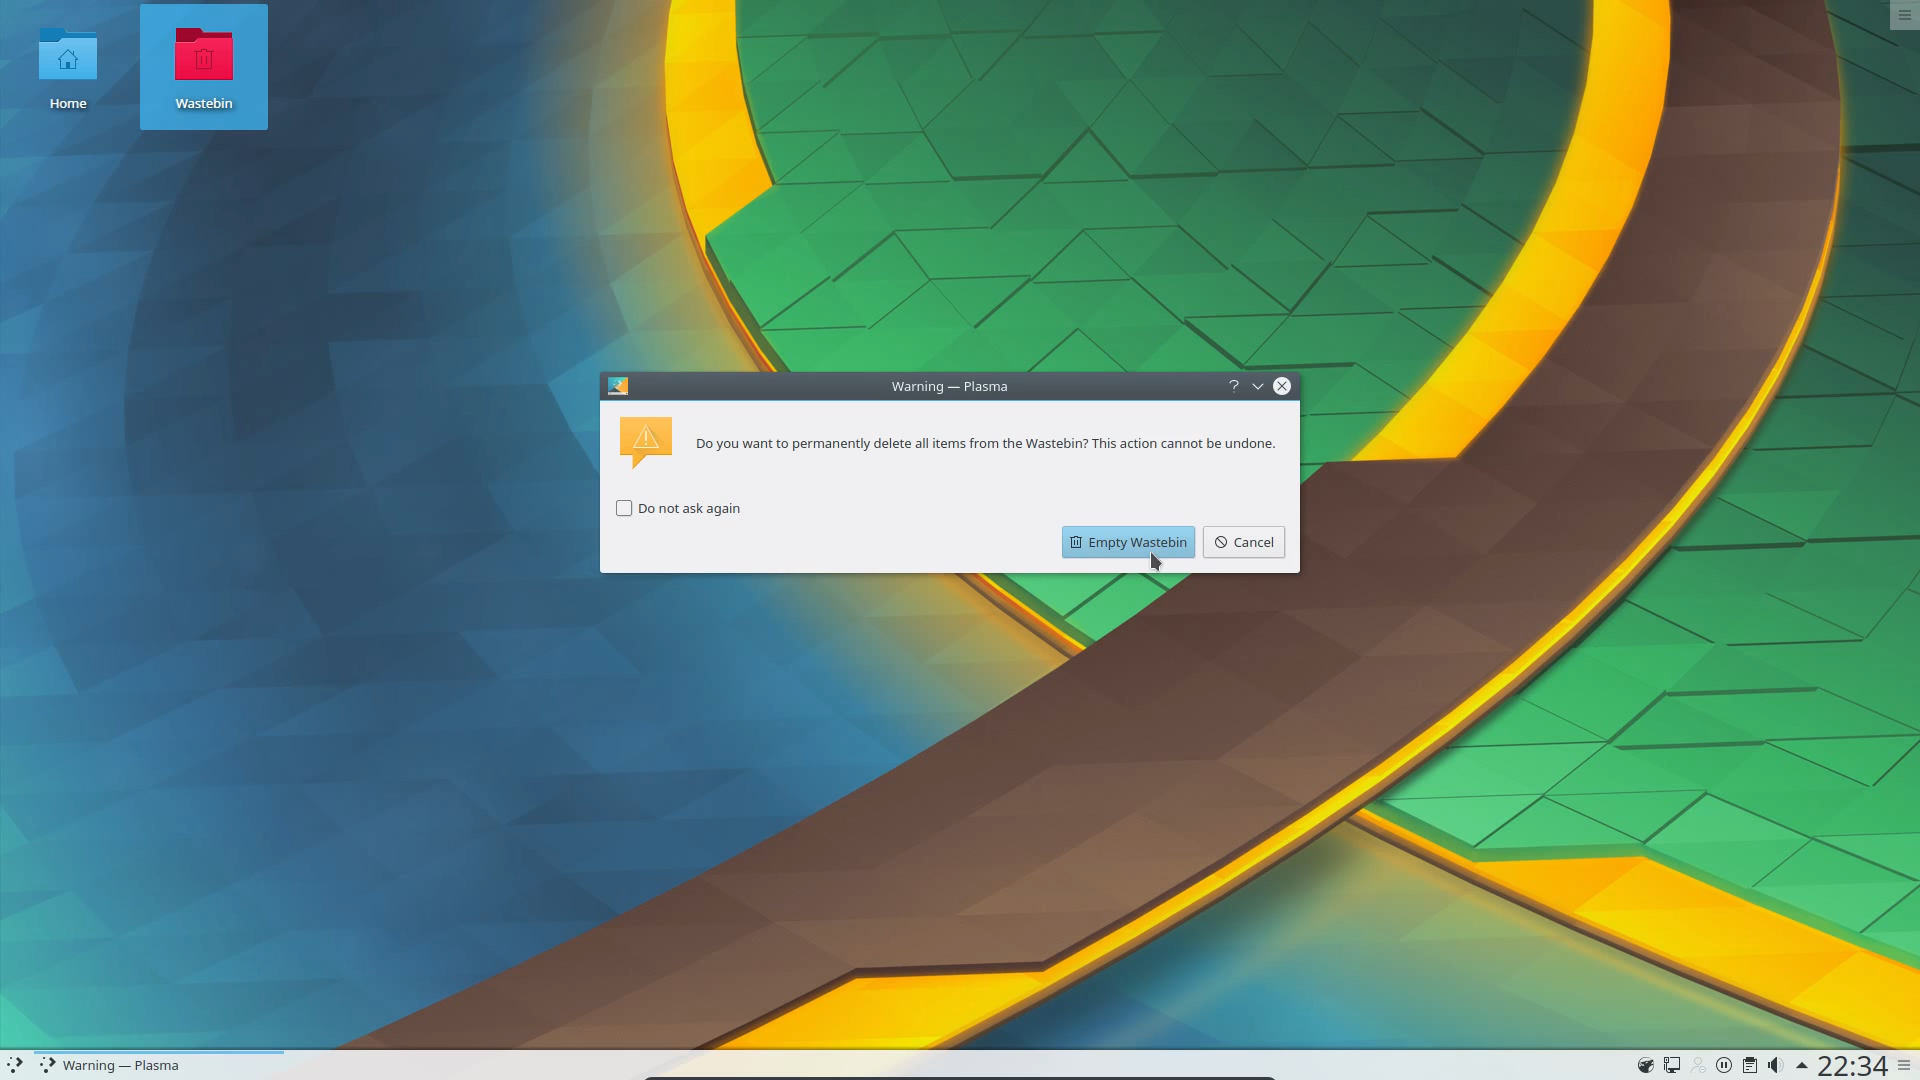 Home
Wastebin
Warning — Plasma
Do you want to permanently delete all items from the Wastebin? This action cannot be undone.
Do not ask again
Empty Wastebin
Cancel
Warning — Plasma
22:34